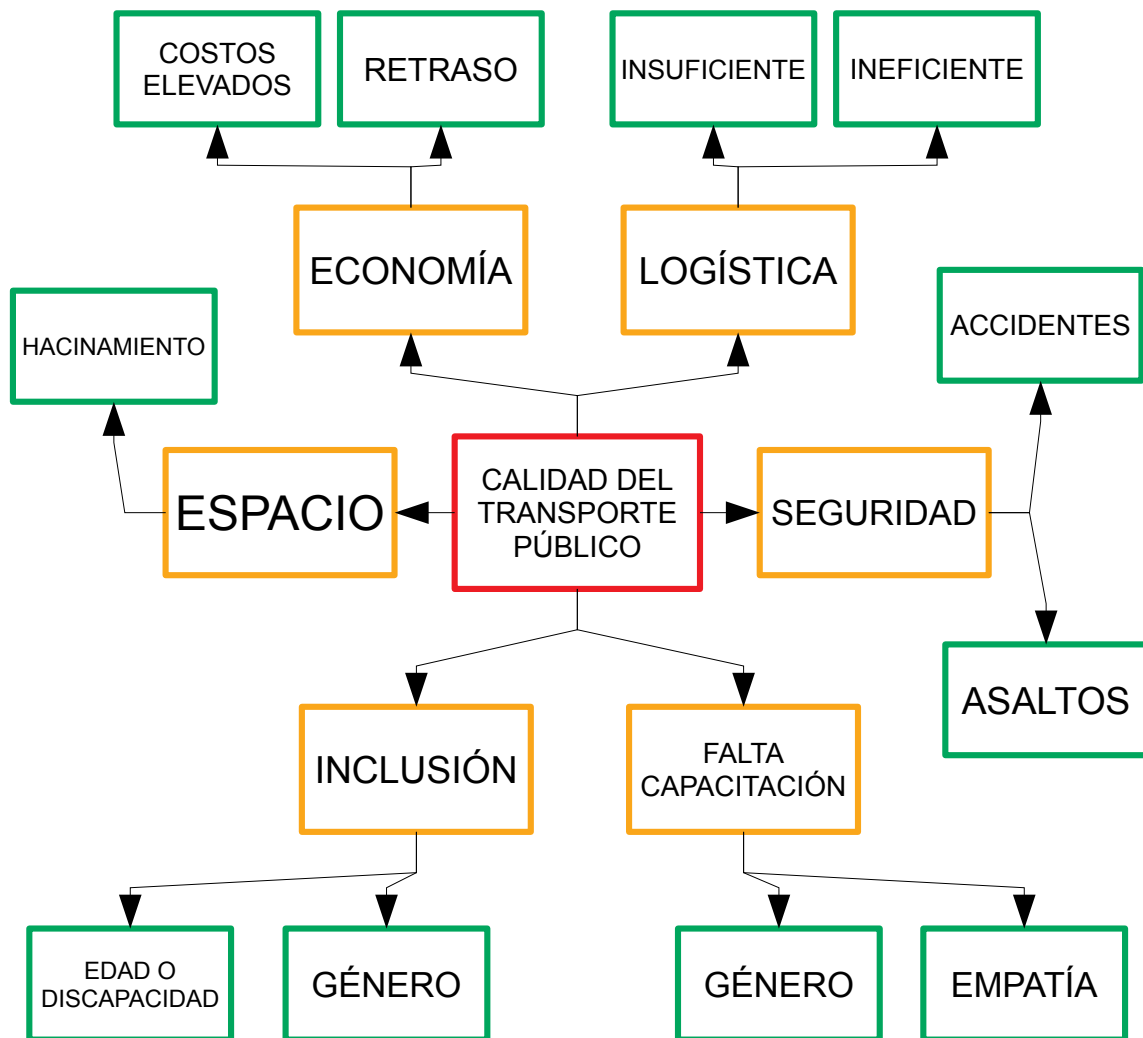 COSTOS
ELEVADOS
RETRASO
INSUFICIENTE
INEFICIENTE
ECONOMÍA
LOGÍSTICA
HACINAMIENTO
ACCIDENTES
ESPACIO
CALIDAD DEL
TRANSPORTE
PÚBLICO
SEGURIDAD
ASALTOS
INCLUSIÓN
FALTA
CAPACITACIÓN
EDAD O
DISCAPACIDAD
GÉNERO
GÉNERO
EMPATÍA